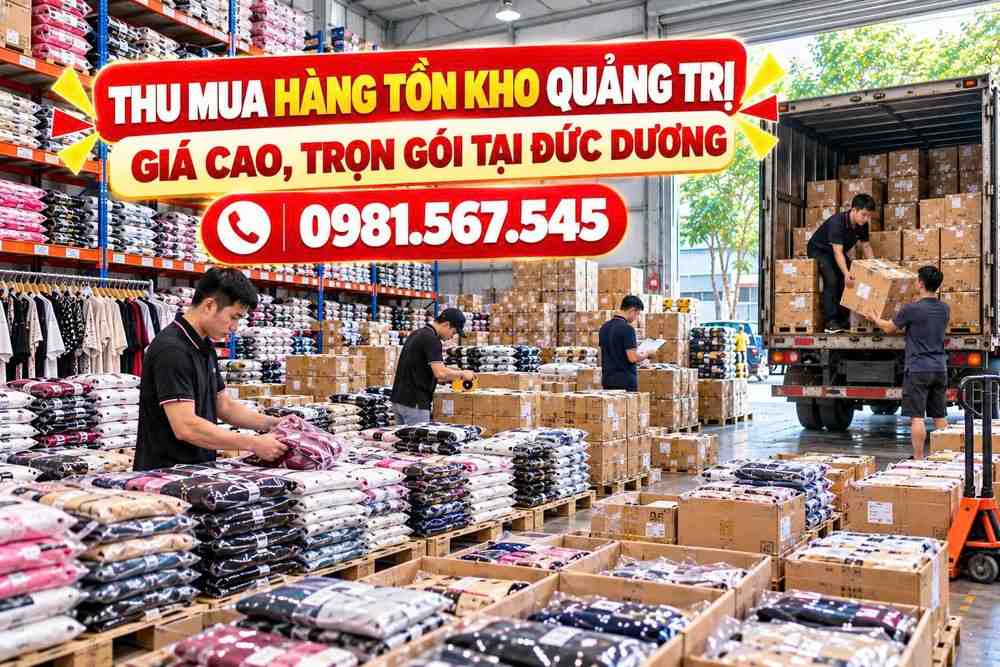 THU MUA HÀNG TỒN KHO QUẢNG TRỊ
GIÁ CAO, TRỌN GÓI TẠI ĐỨC DƯƠNG
0981.567.545